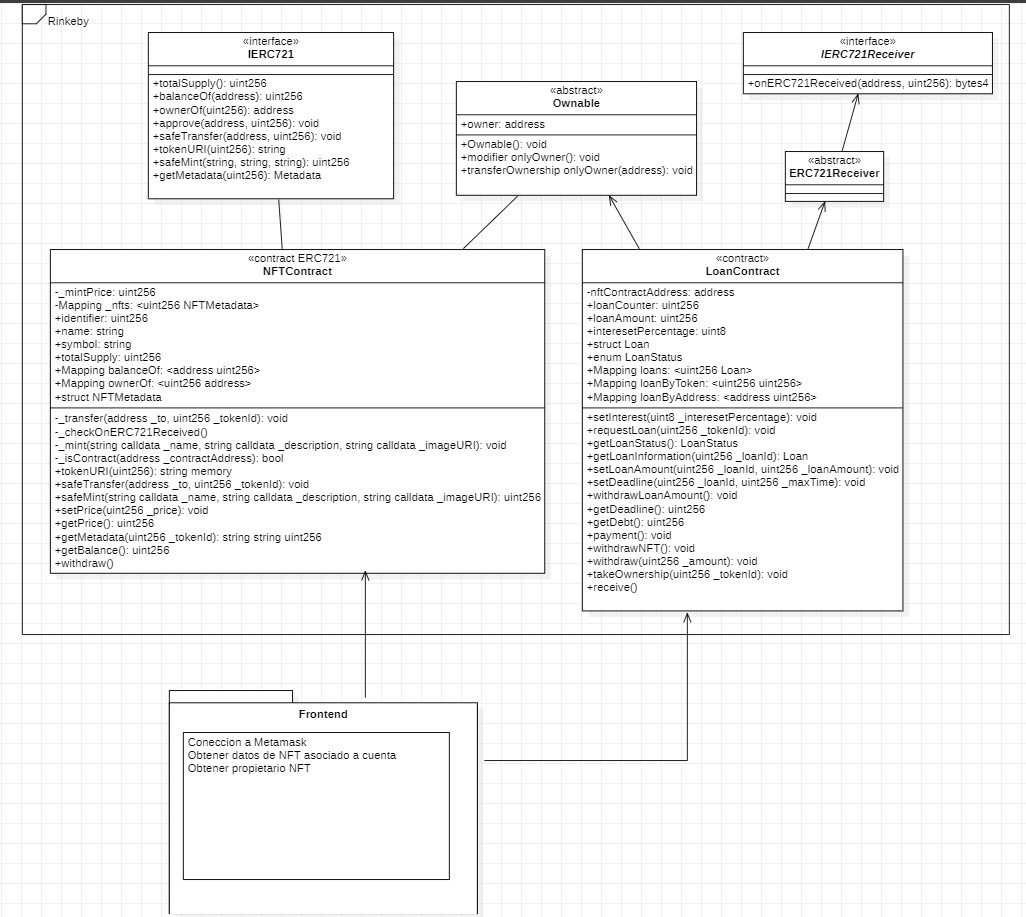 Rinkeby
«interface»
IERC721
+totalSupply(): uint256
+balanceOf(address): uint256
+ownerOf(uint256): address
+approve(address, uint256): void
+safeTransfer(address, uint256): void
+tokenURI(uint256): string
+safeMint(string, string, string): uint256
+getMetadata(uint256): Metadata
«abstract»
Ownable
+owner: address
+Ownable(): void
+modifier onlyOwner(): void
+transferOwnership onlyOwner(address): void
«interface»
IERC721Receiver
+onERC721Received(address, uint256): bytes4
«abstract»
ERC721Receiver
«contract ERC721»
NFTContract
-_mintPrice: uint256
-Mapping _nfts: <uint256 NFTMetadata>
+identifier: uint256
+name: string
+symbol: string
+totalSupply: uint256
+Mapping balanceOf: <address uint256>
+Mapping ownerOf: <uint256 address>
+struct NFTMetadata
-_transfer(address _to, uint256 _tokenId): void
-_checkOnERC721Received()
-_mint(string calldata _name, string calldata _description, string calldata _imageURI): void
-_isContract(address _contractAddress): bool
+tokenURI(uint256): string memory
+safeTransfer(address _to, uint256 _tokenId): void
+safeMint(string calldata _name, string calldata _description, string calldata _imageURI): uint256
+setPrice(uint256 _price): void
+getPrice(): uint256
+getMetadata(uint256 _tokenId): string string uint256
+getBalance(): uint256
+withdraw()
«contract»
LoanContract
-nftContractAddress: address
+loanCounter: uint256
+loanAmount: uint256
+interesetPercentage: uint8
+struct Loan
+enum LoanStatus
+Mapping loans: <uint256 Loan>
+Mapping loanByToken: <uint256 uint256>
+Mapping loanByAddress: <address uint256>
+setInterest(uint8 _interesetPercentage): void
+requestLoan(uint256 _tokenId): void
+getLoanStatus(): LoanStatus
+getLoanInformation(uint256 _loanId): Loan
+setLoanAmount(uint256 _loanId, uint256 _loanAmount): void
+setDeadline(uint256 _loanId, uint256 _maxTime): void
+withdrawLoanAmount(): void
+getDeadline(): uint256
+getDebt(): uint256
+payment(): void
+withdrawNFT(): void
+withdraw(uint256 _amount): void
+takeOwnership(uint256 _tokenId): void
+receive()
Frontend
Coneccion a Metamask
Obtener datos de NFT asociado a cuenta
Obtener propietario NFT